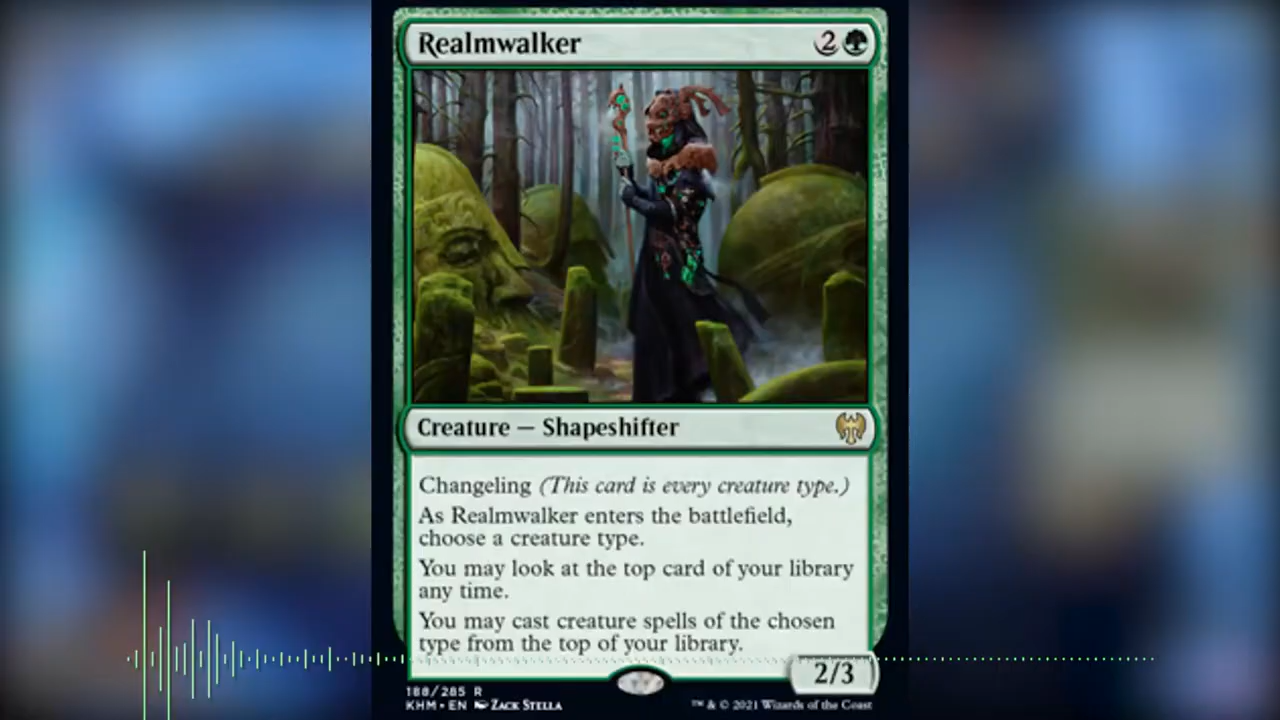 Realmwalker 2
Creature — Shapeshifter
Changeling (This card is every creature type.)
As Realmwalker enters the battlefield,
choose a creature type.
You may look at the top card of your library
any time.
You may cast creature spells of the chosen
type from the top of your library.
2/3
188/285 R
KHM • EN ZACK STELLA
™ & © 2021 Wizards of the Coast